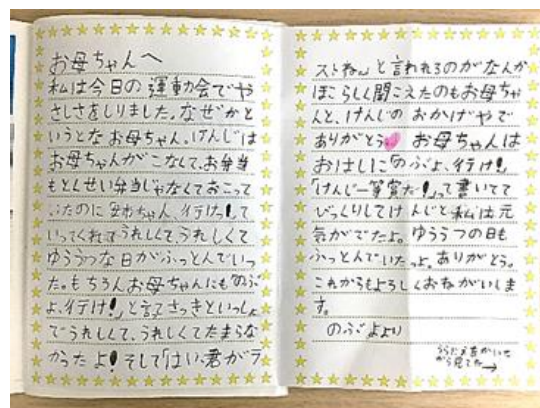 お母ちゃんへ
私は今日の運動会でや
さしさをしりました。なぜかと
いうとなお母ちゃん、けんじは
お母ちゃんがこなして、お弁当
もとくせい弁当じゃなくておこって
いたのに 姉ちゃん、行け!って
いってくれてうれしくて、うれしくて
ゆううつな日がふっとんでいっ
た。もちろんお母ちゃんにも「のぶ
よ、行け!」と言子さっきといっしょ
でうれしくて、うれしくてたまらな
かったよ!そして「はい、君がラ
ストね。」と言われるのがなんか
ほこらしく聞こえたのもお母ちゃ
んと、けんじの おかげやで
ありがとう お母ちゃんは
おはしに「のぶよ、行け!」
「けんじ一等賞だ!」って書いてて
びっくりしてけんじと私は元
気がでたよ。ゆううつの日も
ふっとんでいたっよ。ありがとう。
これからもよろしくおねがいしま
す。
のぶよより
うらに
から見てね→